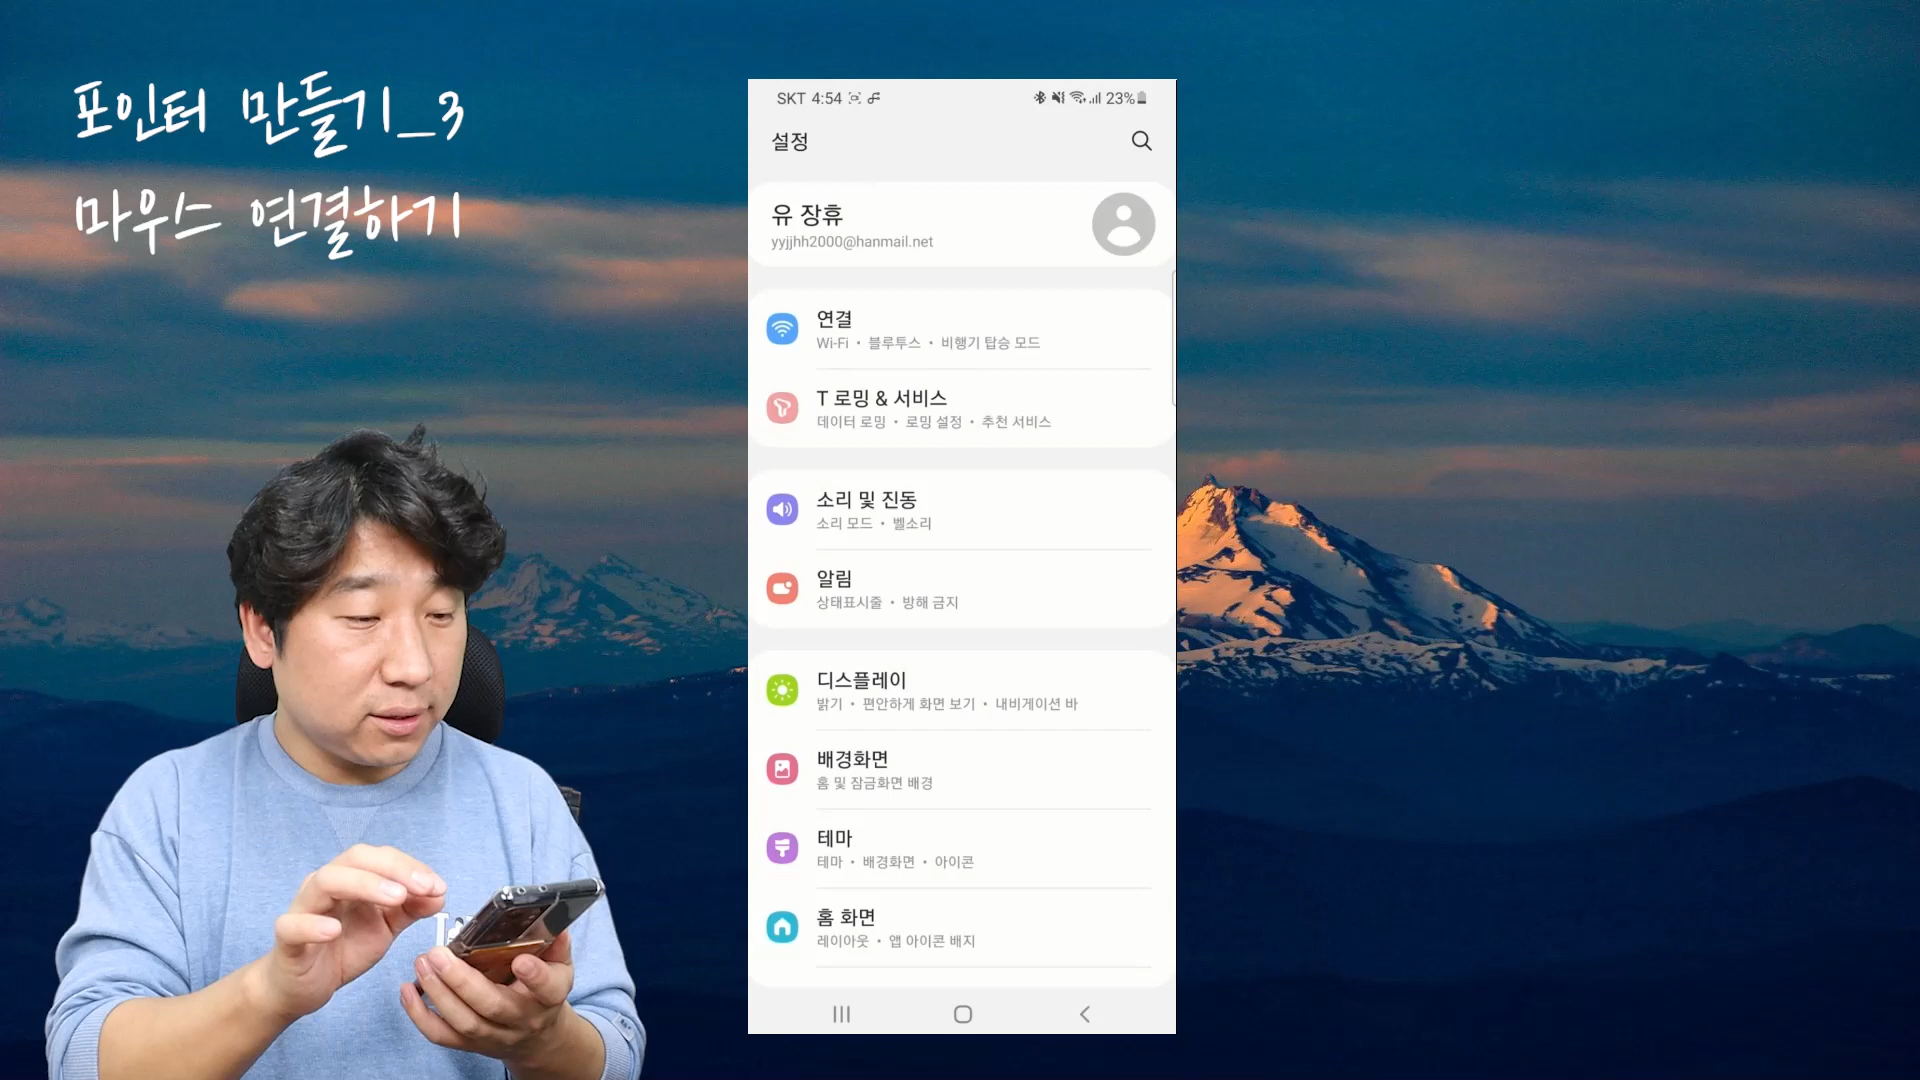 포인터 만들기_3
마우스 연결하기
SKT 4:54
23%
설정
유 장휴
yyjjhh2000@hanmail.net
연결
Wi-Fi • 블루투스 • 비행기 탑승 모드
T 로밍 & 서비스
데이터 로밍 • 로밍 설정 • 추천 서비스
소리 및 진동
소리 모드 • 벨소리
알림
상태표시줄 • 방해 금지
디스플레이
밝기 • 편안하게 화면 보기 • 내비게이션 바
배경화면
홈 및 잠금화면 배경
테마
테마 • 배경화면 • 아이콘
홈 화면
레이아웃 • 앱 아이콘 배지